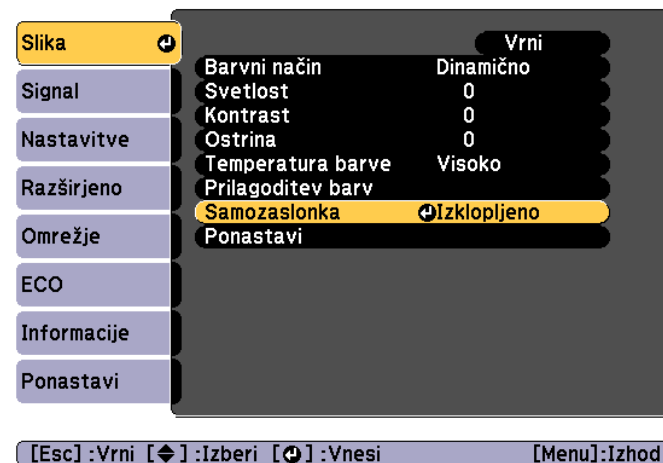 Slika
Signal
Nastavitve
Razširjeno
Omrežje
ECO
Informacije
Ponastavi
Vrni
Barvni način Dinamično
Svetlost 0
Kontrast 0
Ostrina 0
Temperatura barve Visoko
Prilagoditev barv
Samozaslonka Izklopljeno
Ponastavi
[Esc] :Vrni [◆] :Izberi [↵] :Vnesi [Menu]:Izhod